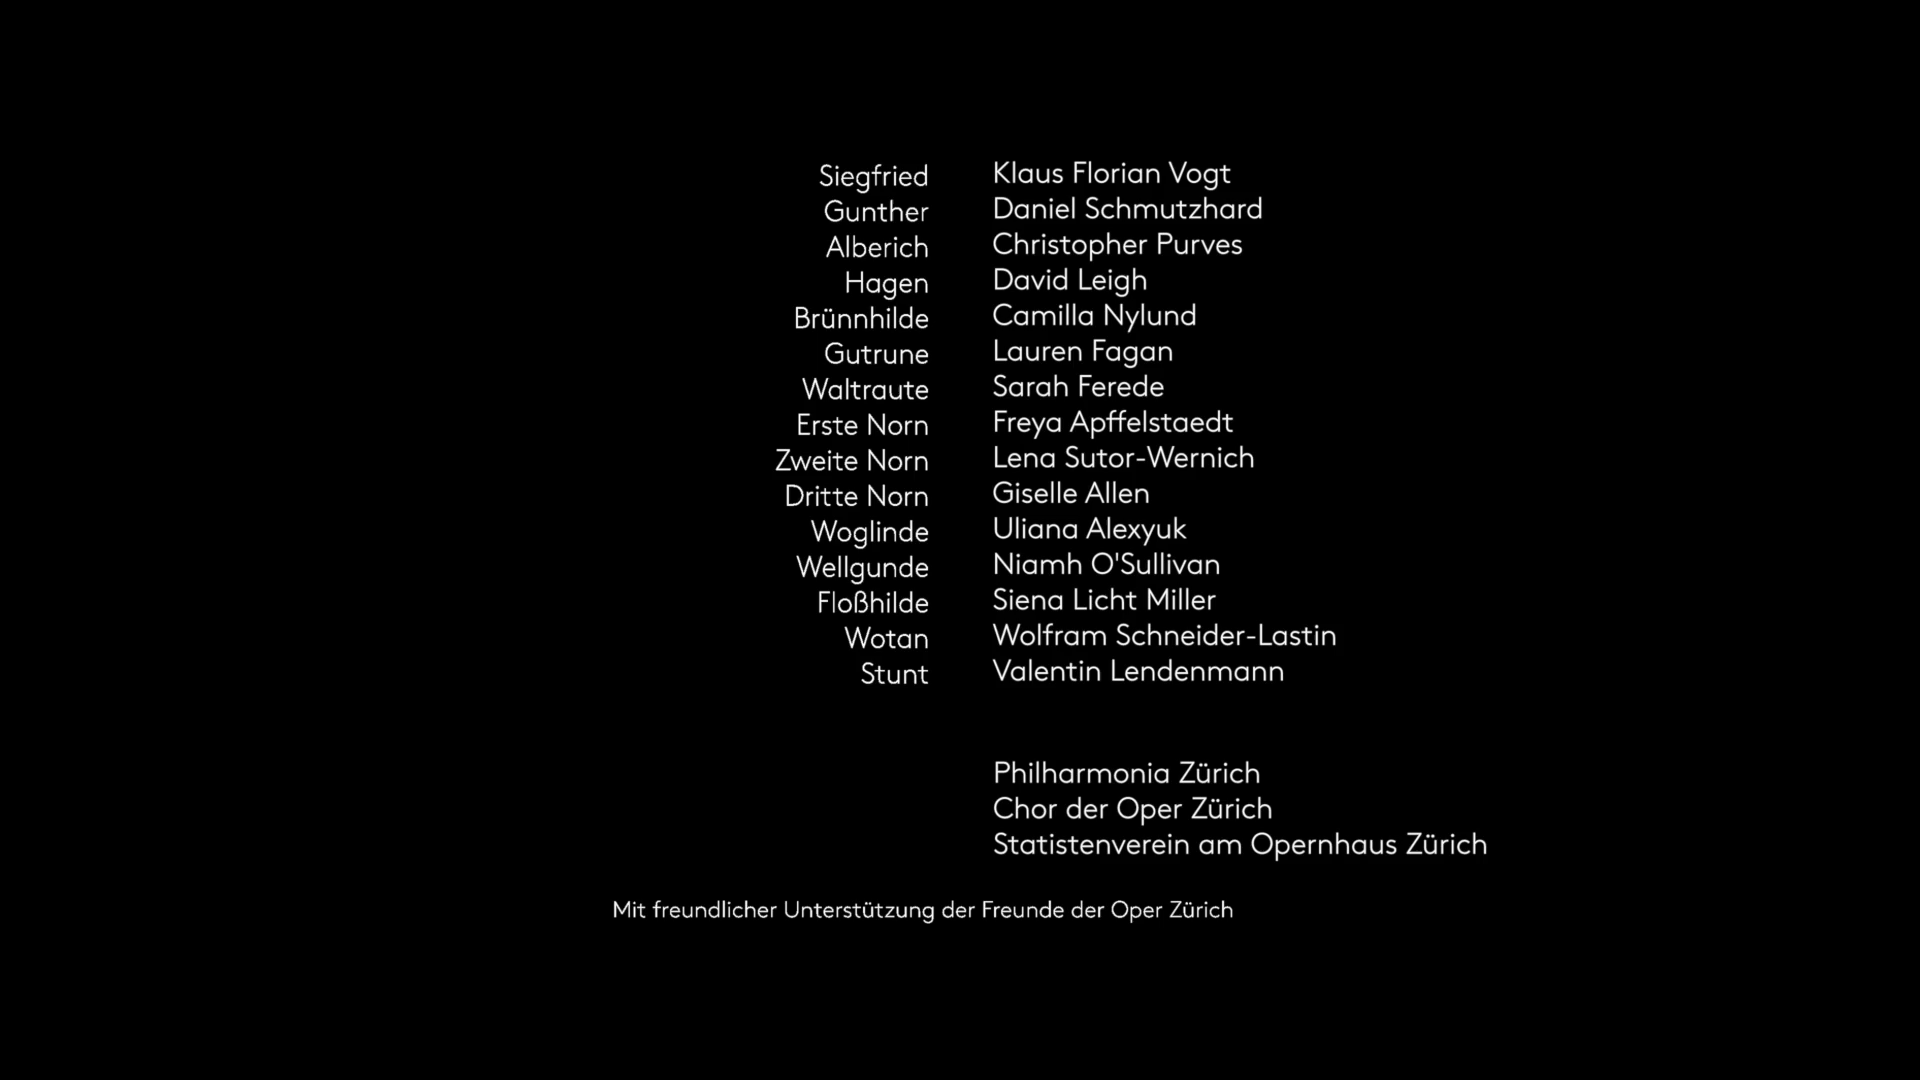 Siegfried Klaus Florian Vogt
Gunther Daniel Schmutzhard
Alberich Christopher Purves
Hagen David Leigh
Brünnhilde Camilla Nylund
Gutrune Lauren Fagan
Waltraute Sarah Ferede
Erste Norn Freya Apffelstaedt
Zweite Norn Lena Sutor-Wernich
Dritte Norn Giselle Allen
Woglinde Uliana Alexyuk
Wellgunde Niamh O'Sullivan
Floßhilde Siena Licht Miller
Wotan Wolfram Schneider-Lastin
Stunt Valentin Lendenmann
Philharmonia Zürich
Chor der Oper Zürich
Statistenverein am Opernhaus Zürich
Mit freundlicher Unterstützung der Freunde der Oper Zürich